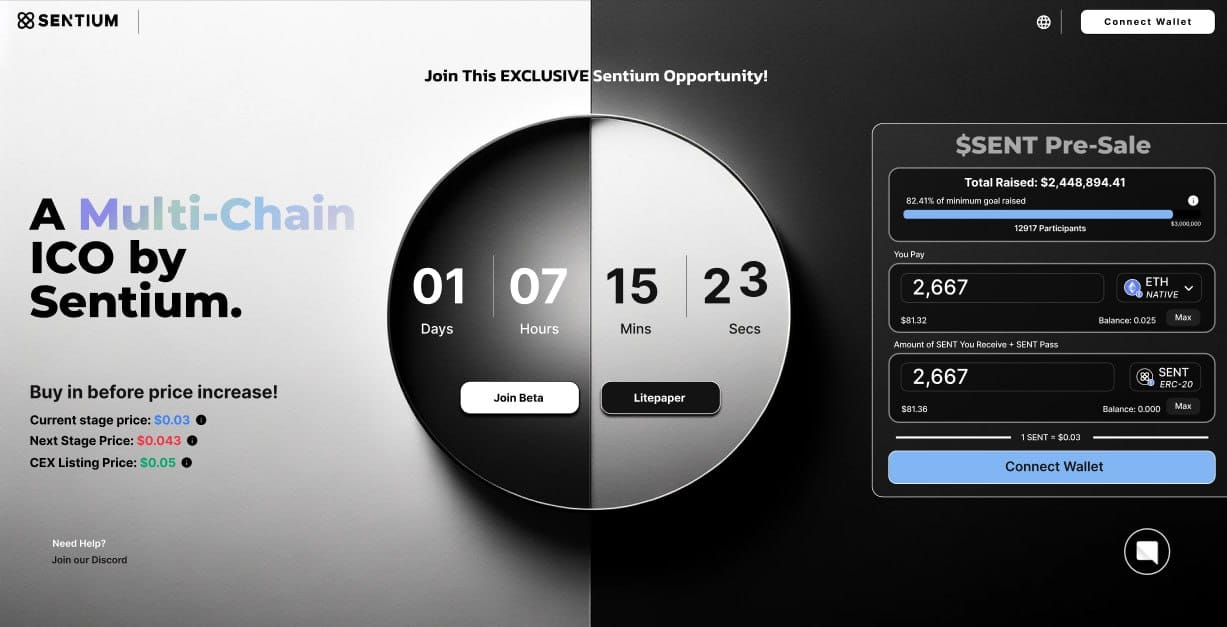 SENTIUM
Connect Wallet
Join This EXCLUSIVE Sentium Opportunity!
A Multi-Chain
ICO by
Sentium.
Buy in before price increase!
Current stage price: $0.03
Next Stage Price: $0.043
CEX Listing Price: $0.05
Need Help?
Join our Discord
01 07 15 23
Days Hours Mins Secs
Join Beta Litepaper
$SENT Pre-Sale
Total Raised: $2,448,894.41
82.41% of minimum goal raised
$3,000,000
12917 Participants
You Pay
2,667 ETH
NATIVE
$81.32 Balance: 0.025 Max
Amount of SENT You Receive + SENT Pass
2,667 SENT
ERC-20
$81.36 Balance: 0.000 Max
1 SENT = $0.03
Connect Wallet